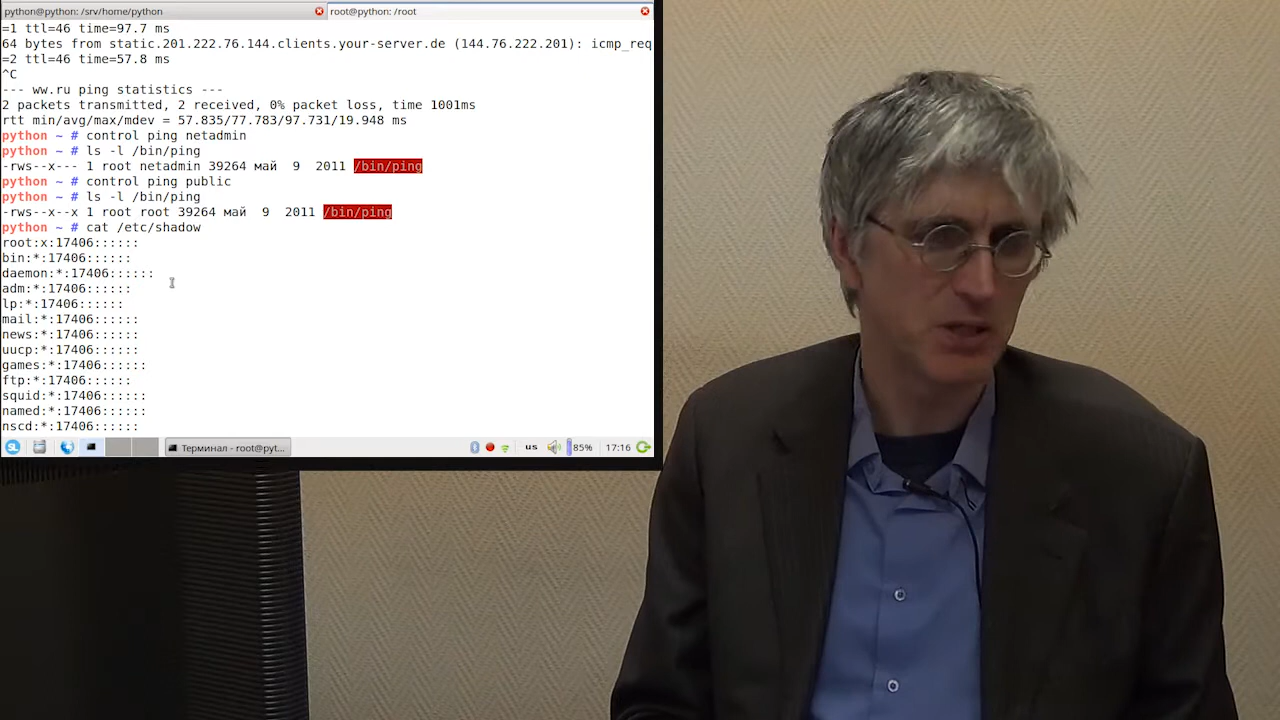 python@python: /srv/home/python
root@python: /root
=1 ttl=46 time=97.7 ms
64 bytes from static.201.222.76.144.clients.your-server.de (144.76.222.201): icmp_req
=2 ttl=46 time=57.8 ms
^C
--- ww.ru ping statistics ---
2 packets transmitted, 2 received, 0% packet loss, time 1001ms
rtt min/avg/max/mdev = 57.835/77.783/97.731/19.948 ms
python ~ # control ping netadmin
python ~ # ls -l /bin/ping
-rws--x--- 1 root netadmin 39264 май  9  2011 /bin/ping
python ~ # control ping public
python ~ # ls -l /bin/ping
-rws--x--x 1 root root 39264 май  9  2011 /bin/ping
python ~ # cat /etc/shadow
root:x:17406::::::
bin:*:17406::::::
daemon:*:17406::::::
adm:*:17406::::::
lp:*:17406::::::
mail:*:17406::::::
news:*:17406::::::
uucp:*:17406::::::
games:*:17406::::::
ftp:*:17406::::::
squid:*:17406::::::
named:*:17406::::::
nscd:*:17406::::::
SL
Терминал - root@pyt...
us
85%
17:16